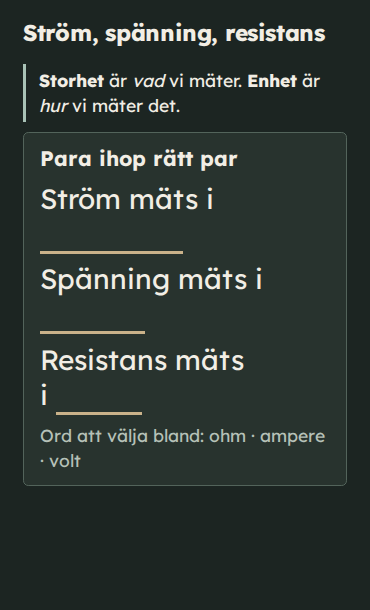 Ström, spänning, resistans
Storhet är vad vi mäter. Enhet är
hur vi mäter det.
Para ihop rätt par
Ström mäts i
Spänning mäts i
Resistans mäts
i
Ord att välja bland: ohm · ampere
· volt